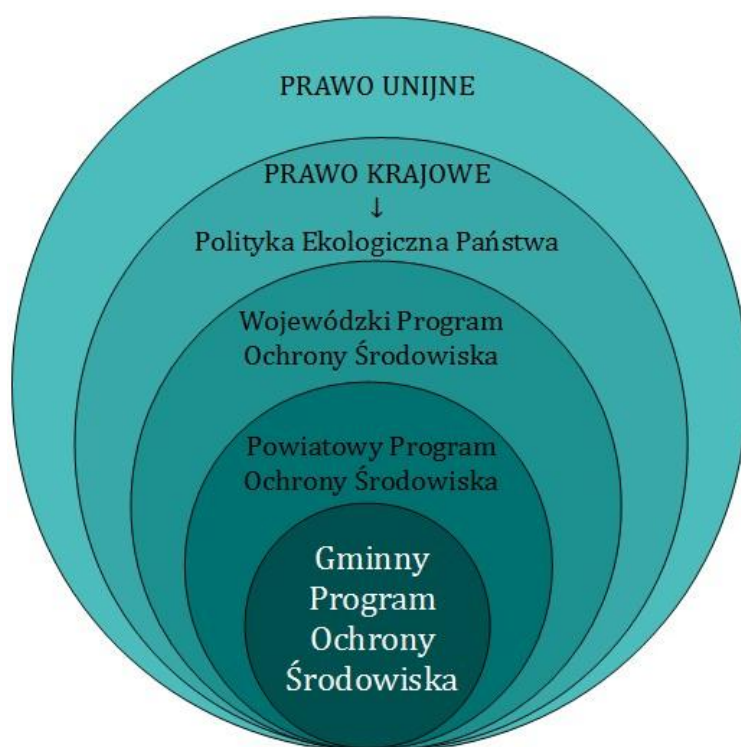 PRAWO UNIJNE
PRAWO KRAJOWE
↓
Polityka Ekologiczna Państwa
Wojewódzki Program
Ochrony Środowiska
Powiatowy Program
Ochrony Środowiska
Gminny
Program
Ochrony
Środowiska